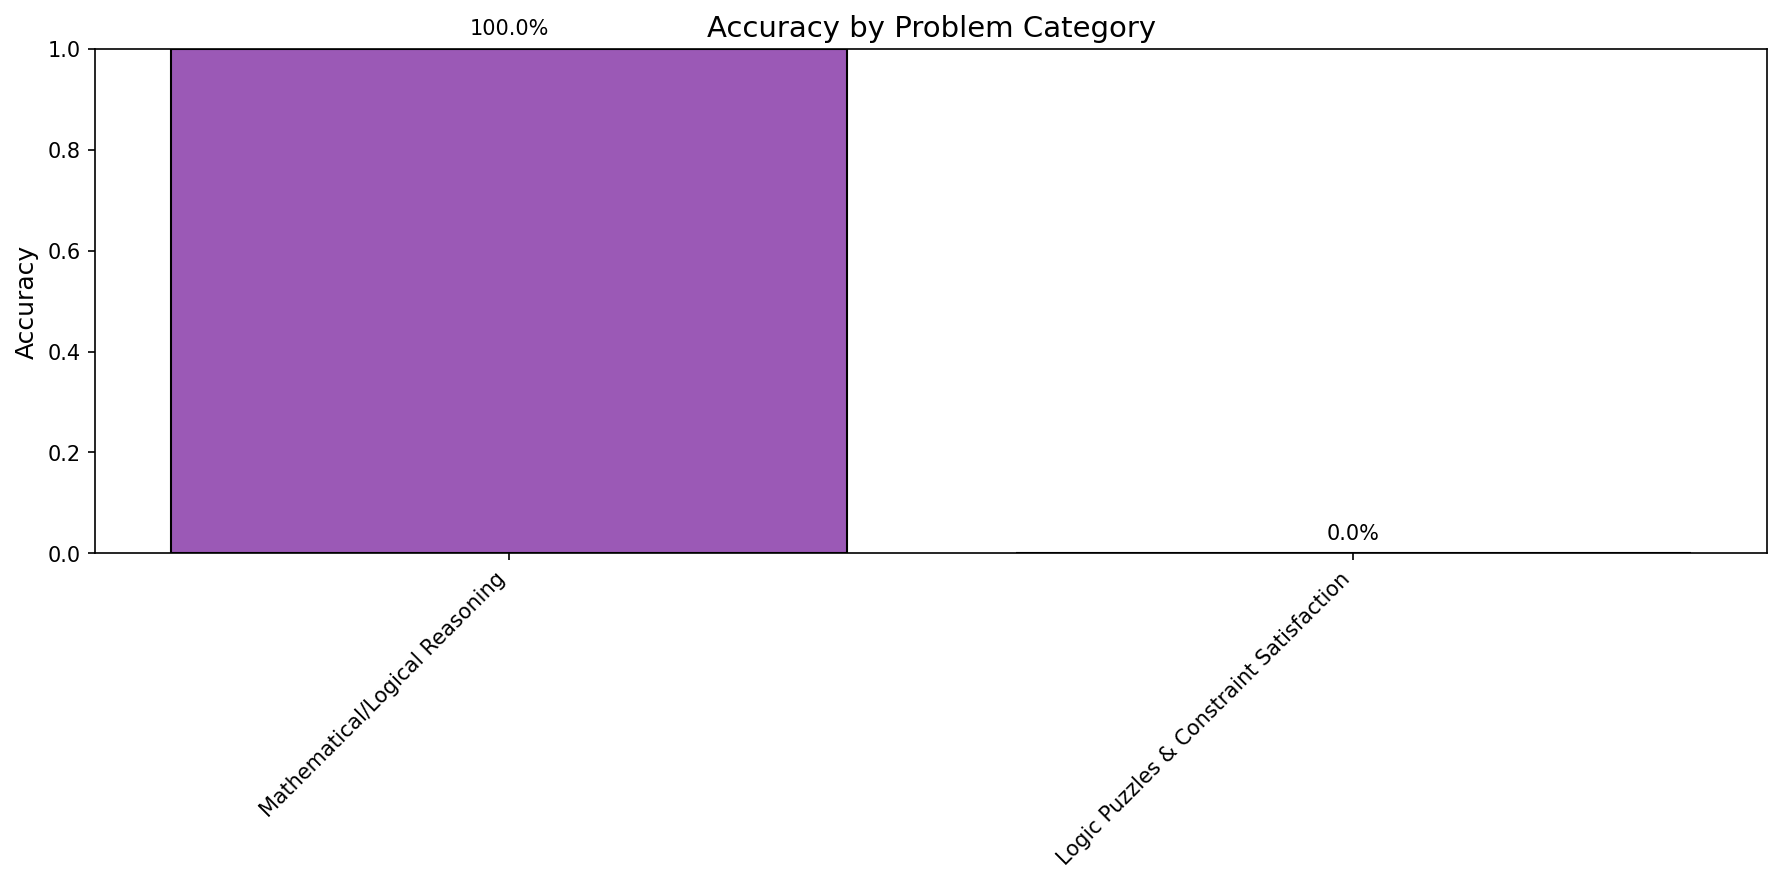 Accuracy by Problem Category
100.0%
1.0
0.8
0.6
0.4
0.2
0.0
Accuracy
0.0%
Mathematical/Logical Reasoning
Logic Puzzles & Constraint Satisfaction